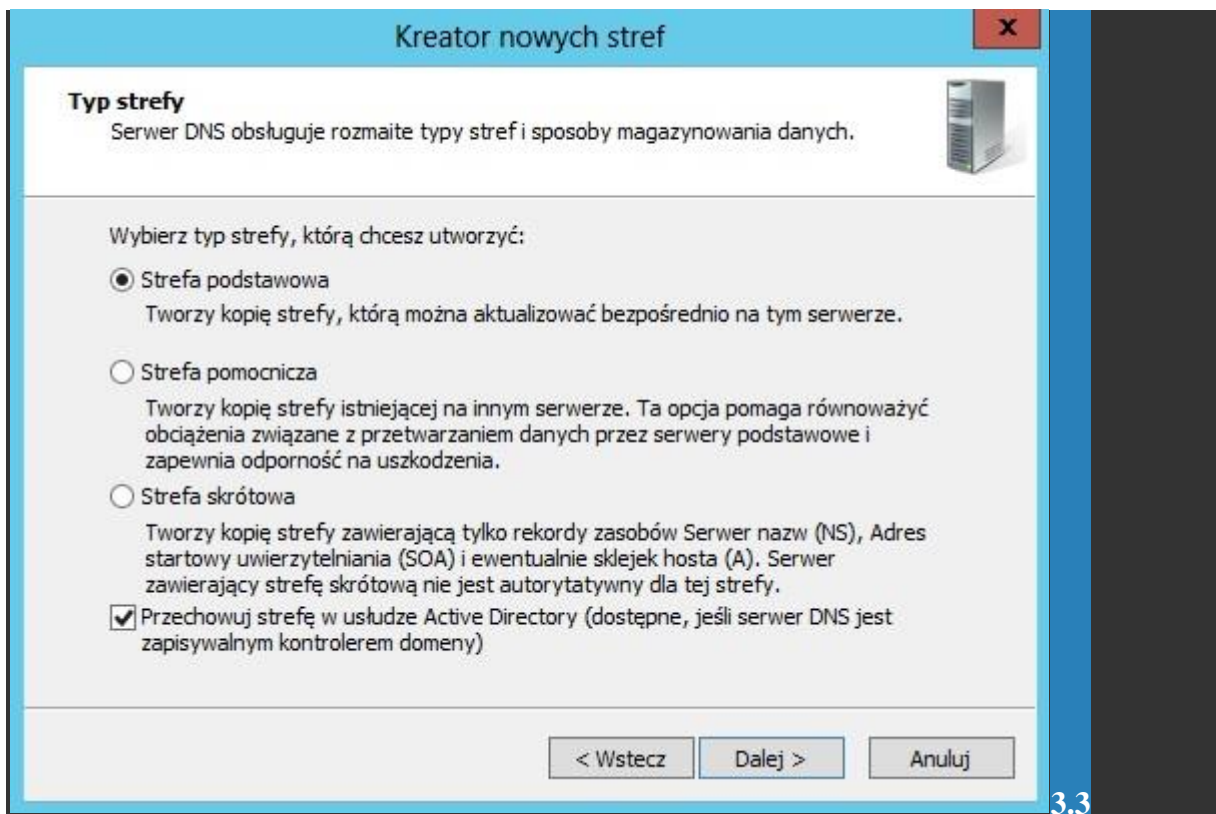 Kreator nowych stref
x
Typ strefy
Serwer DNS obsługuje rozmaite typy stref i sposoby magazynowania danych.
Wybierz typ strefy, którą chcesz utworzyć:
Strefa podstawowa
Tworzy kopię strefy, którą można aktualizować bezpośrednio na tym serwerze.
Strefa pomocnicza
Tworzy kopię strefy istniejącej na innym serwerze. Ta opcja pomaga równoważyć
obciążenia związane z przetwarzaniem danych przez serwery podstawowe i
zapewnia odporność na uszkodzenia.
Strefa skrótowa
Tworzy kopię strefy zawierającą tylko rekordy zasobów Serwer nazw (NS), Adres
startowy uwierzytelniania (SOA) i ewentualnie sklejek hosta (A). Serwer
zawierający strefę skrótową nie jest autorytatywny dla tej strefy.
Przechowuj strefę w usłudze Active Directory (dostępne, jeśli serwer DNS jest
zapisywalnym kontrolerem domeny)
< Wstecz
Dalej >
Anuluj
3.3